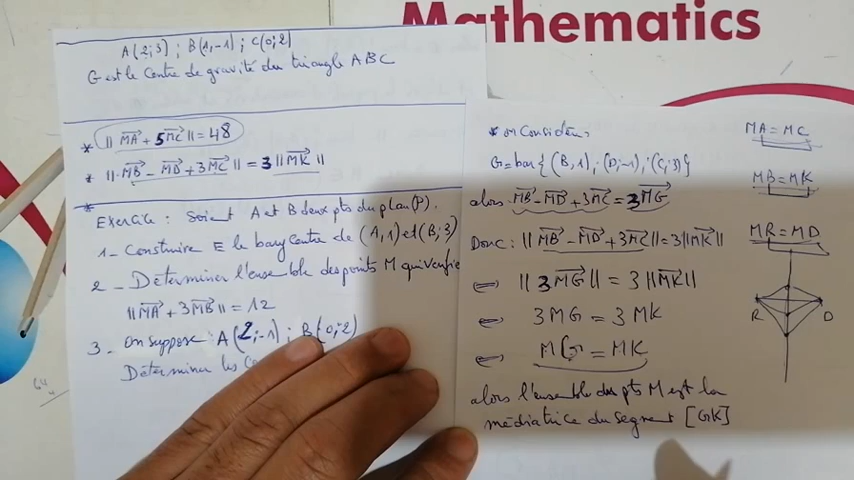 Mathematics
A(2;3) ; B(1,-1) ; C(0;2)
G est le Centre de gravité du triangle ABC
* ||MA + 5MC|| = 48
* ||MB - MD + 3MC|| = 3||MK||
* Exercice : Soient A et B deux pts du plan (P).
1- Construire E le barycentre de (A,1) et (B;3)
2- Déterminer l'ensemble des points M qui verifie
||MA + 3MB|| = 12
3- on suppose : A(2;-1) ; B(0;-2)
Déterminer les
* on Considère
G = bar{(B,1) ; (D;-1) ; (C;3)}
alors MB - MD + 3MC = 3MG
Donc : ||MB - MD + 3MC|| = 3||MK||
⟺ ||3MG|| = 3||MK||
⟺ 3MG = 3MK
⟺ MG = MK
alors l'ensemble des pts M est la
médiatrice du segment [GK]
MA = MC
MB = MK
MR = MD
R D